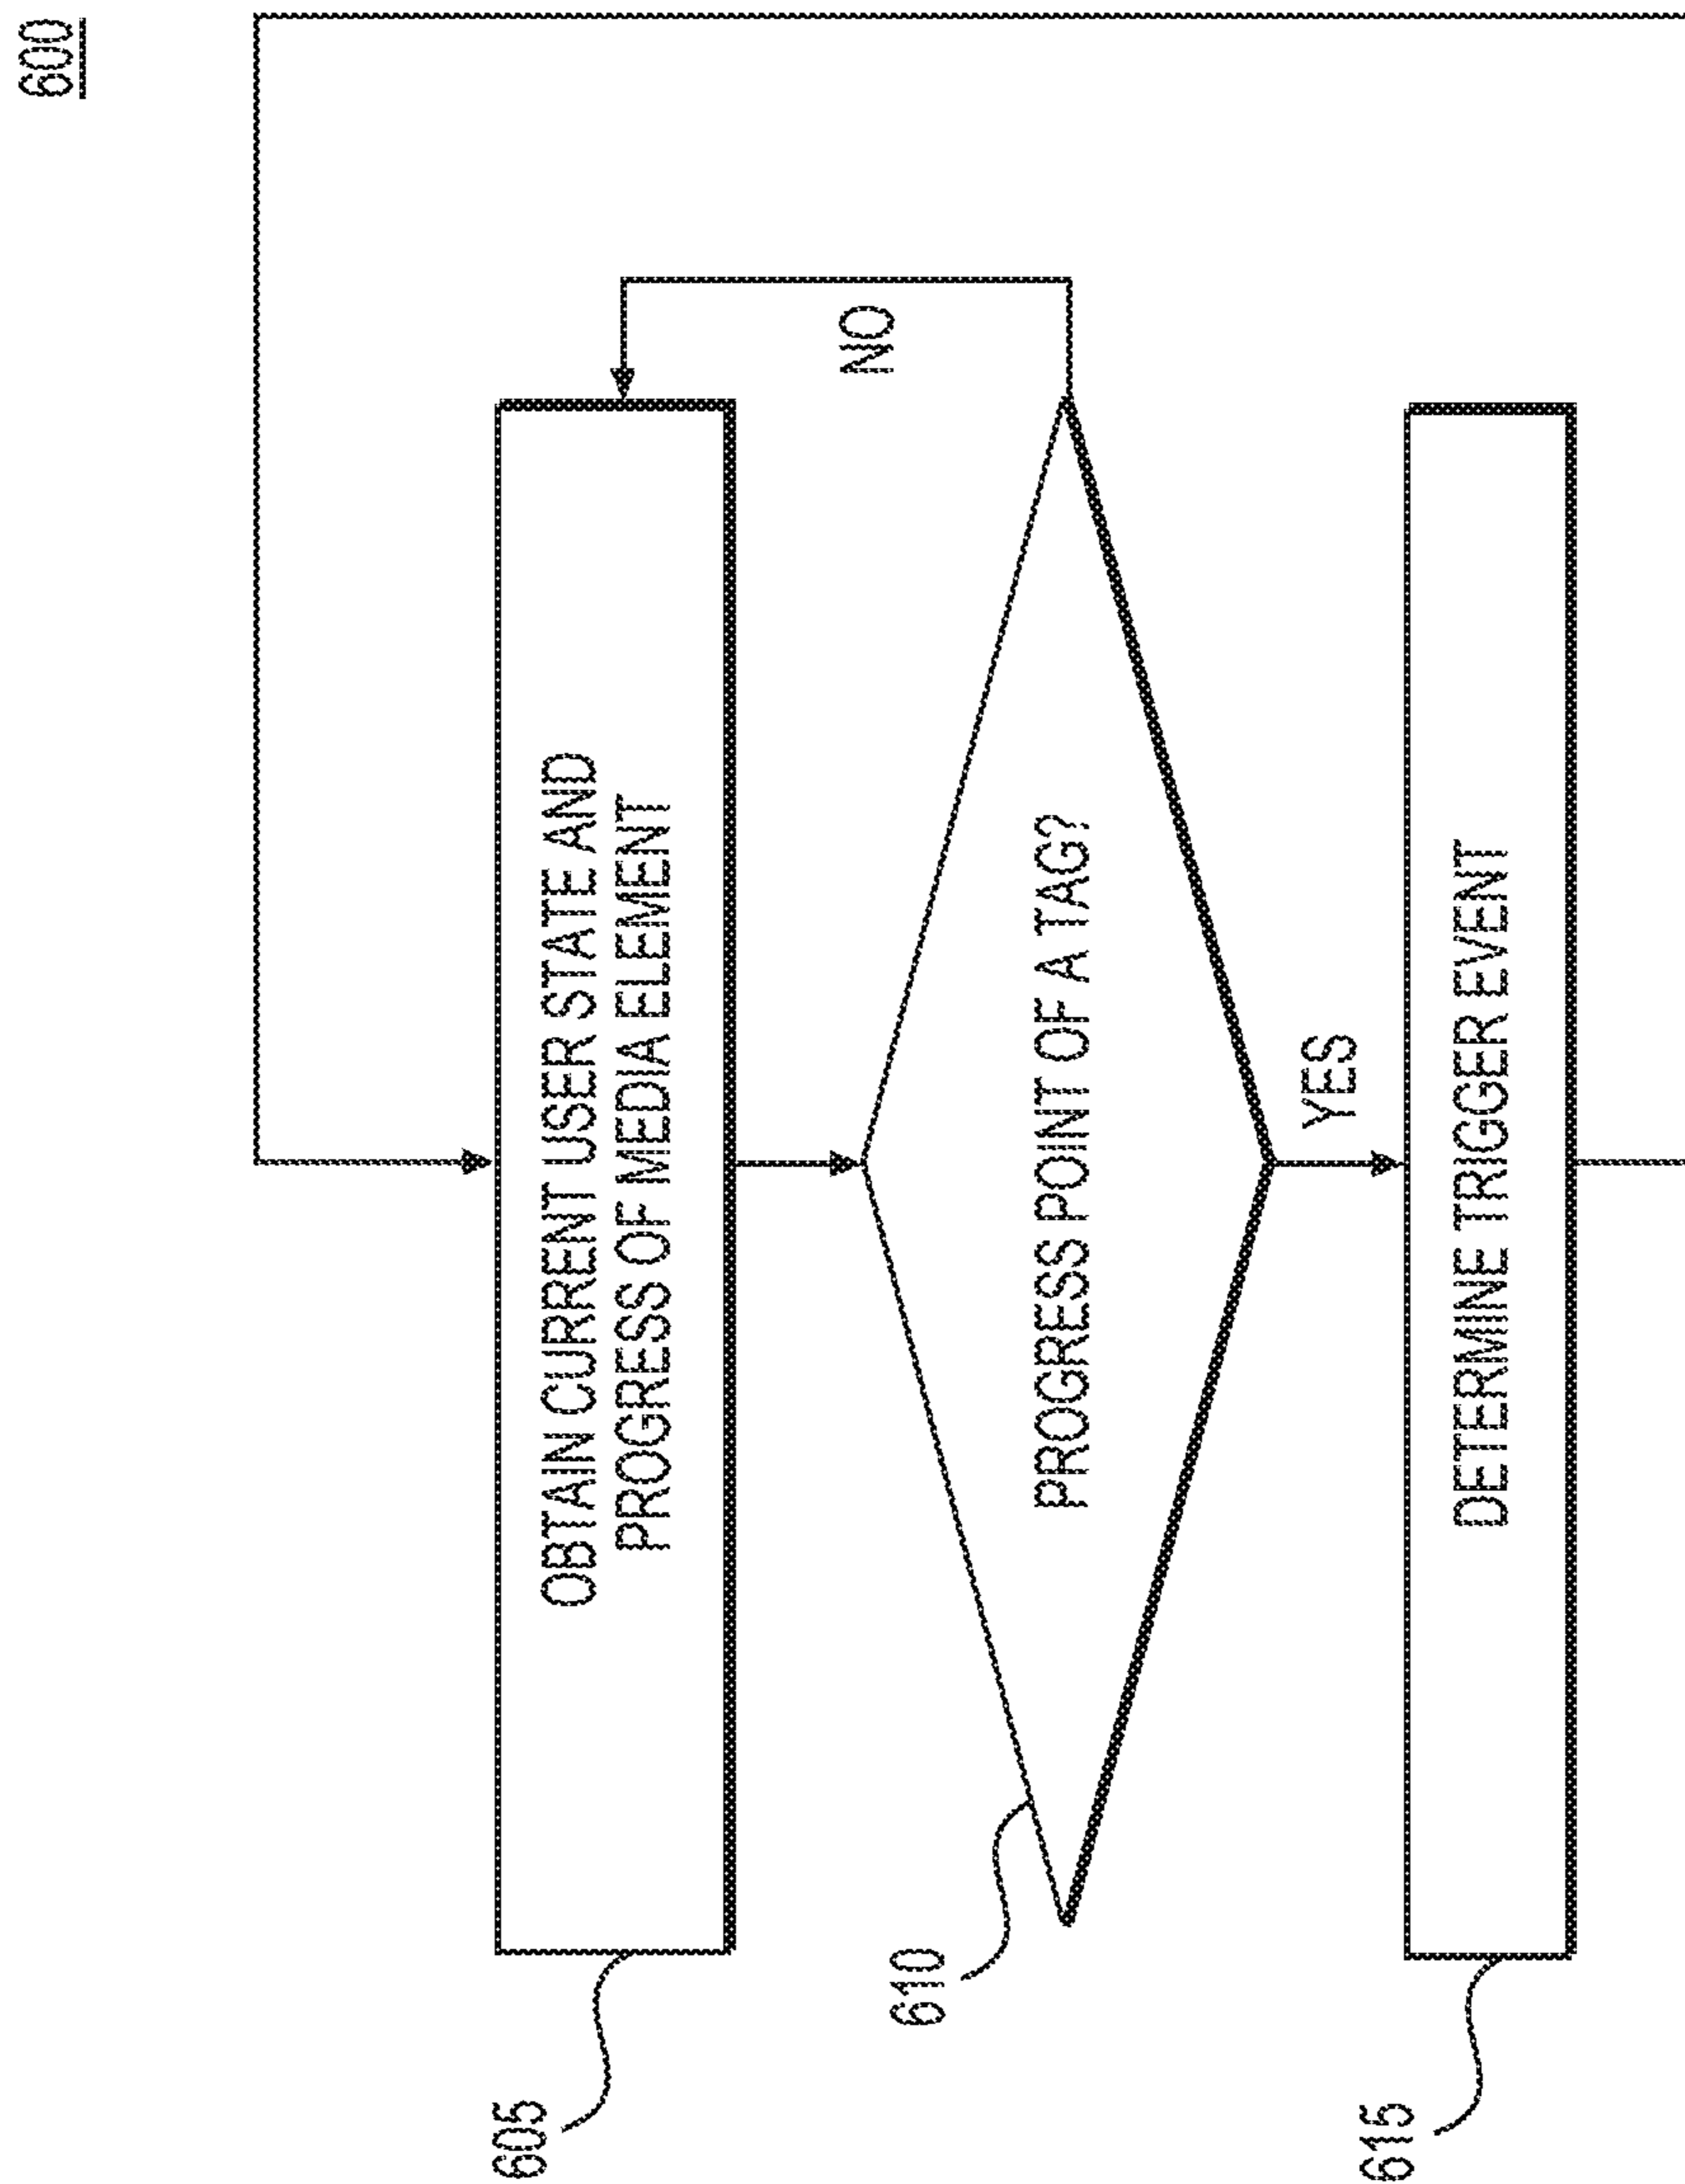 600
605
OBTAIN CURRENT USER STATE AND
PROGRESS OF MEDIA ELEMENT
NO
610
PROGRESS POINT OF A TAG?
YES
615
DETERMINE TRIGGER EVENT